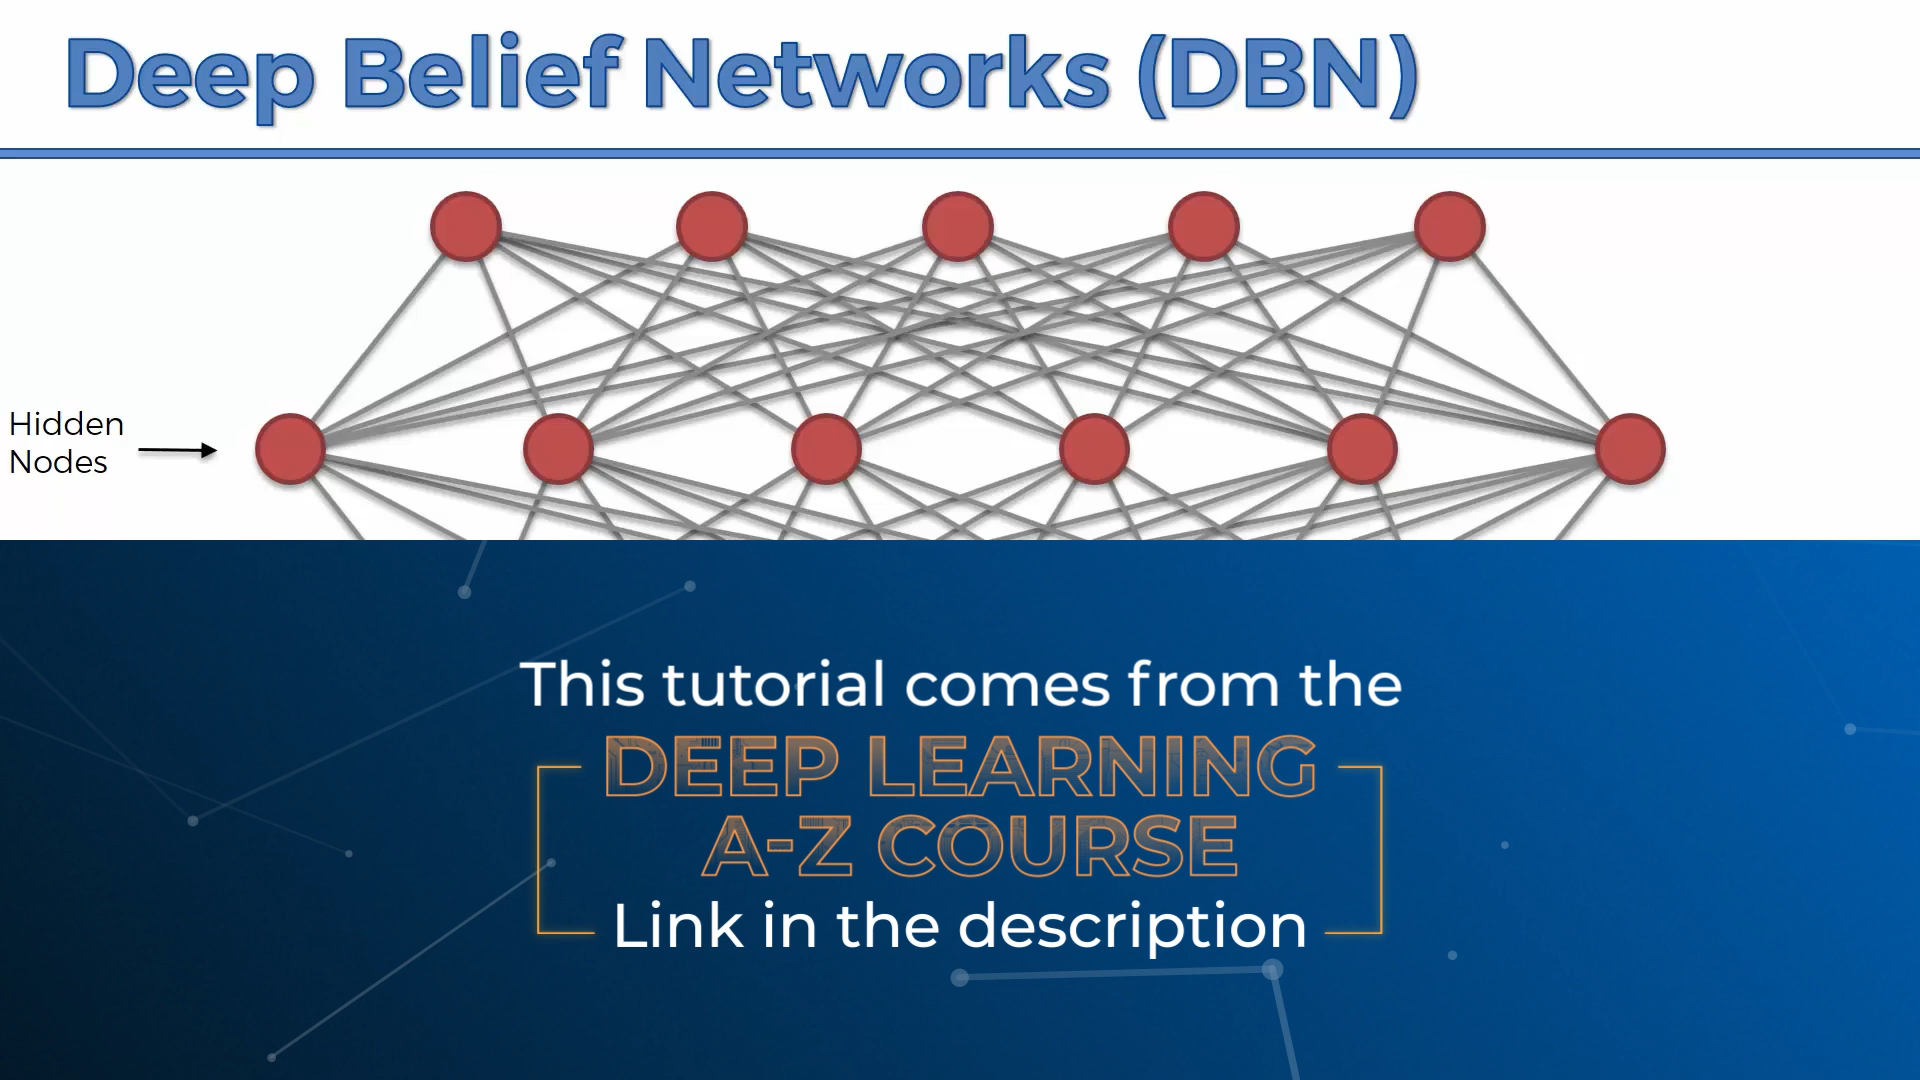 Deep Belief Networks (DBN)
Hidden
Nodes
This tutorial comes from the
DEEP LEARNING
A-Z COURSE
Link in the description